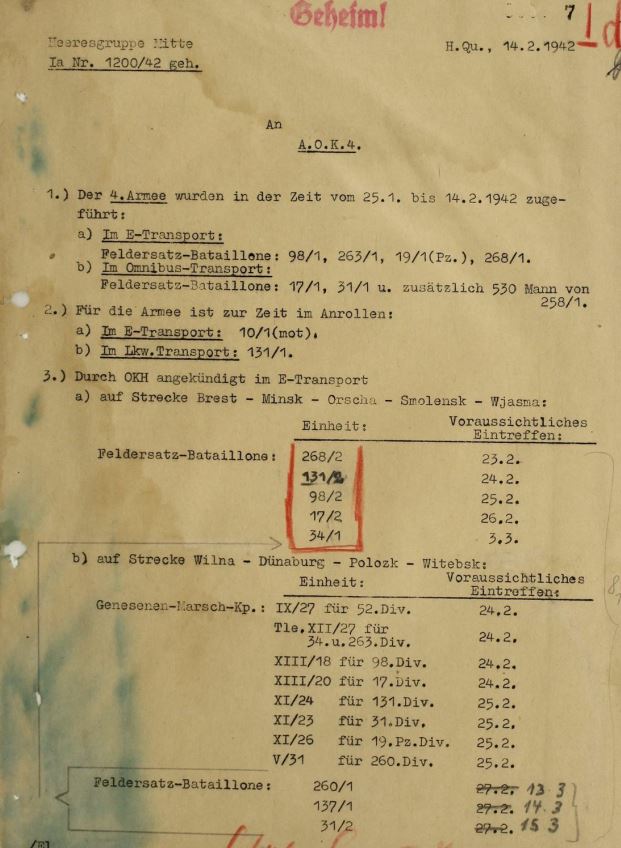 Geheim!
7
Id
Heeresgruppe Mitte
H.Qu., 14.2.1942
Ia Nr. 1200/42 geh.
An
A.O.K.4.
1.) Der 4.Armee wurden in der Zeit vom 25.1. bis 14.2.1942 zuge-
führt:
a) Im E-Transport:
Feldersatz-Bataillone: 98/1, 263/1, 19/1(Pz.), 268/1.
b) Im Omnibus-Transport:
Feldersatz-Bataillone: 17/1, 31/1 u. zusätzlich 530 Mann von
258/1.
2.) Für die Armee ist zur Zeit im Anrollen:
a) Im E-Transport: 10/1(mot).
b) Im Lkw.Transport: 131/1.
3.) Durch OKH angekündigt im E-Transport
a) auf Strecke Brest - Minsk - Orscha - Smolensk - Wjasma:
Einheit: Voraussichtliches
Eintreffen:
Feldersatz-Bataillone: 268/2 23.2.
131/2 24.2.
98/2 25.2.
17/2 26.2.
34/1 3.3.
b) auf Strecke Wilna - Dünaburg - Polozk - Witebsk:
Einheit: Voraussichtliches
Eintreffen:
Genesenen-Marsch-Kp.: IX/27 für 52.Div. 24.2.
Tle.XII/27 für
34.u.263.Div. 24.2.
XIII/18 für 98.Div. 24.2.
XIII/20 für 17.Div. 24.2.
XI/24 für 131.Div. 25.2.
XI/23 für 31.Div. 25.2.
XI/26 für 19.Pz.Div. 25.2.
V/31 für 260.Div. 25.2.
Feldersatz-Bataillone: 260/1 27.2. 13 3
137/1 27.2. 14 3
31/2 27.2. 15 3